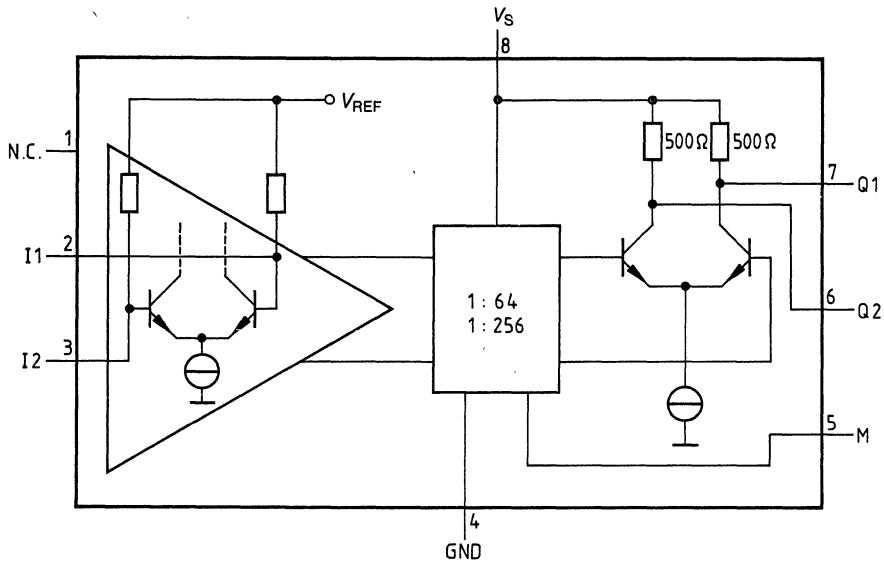 VS
8
VREF
N.C. 1
500Ω 500Ω
7 Q1
I1 2
1 : 64
1 : 256
6 Q2
I2 3
5 M
4
GND